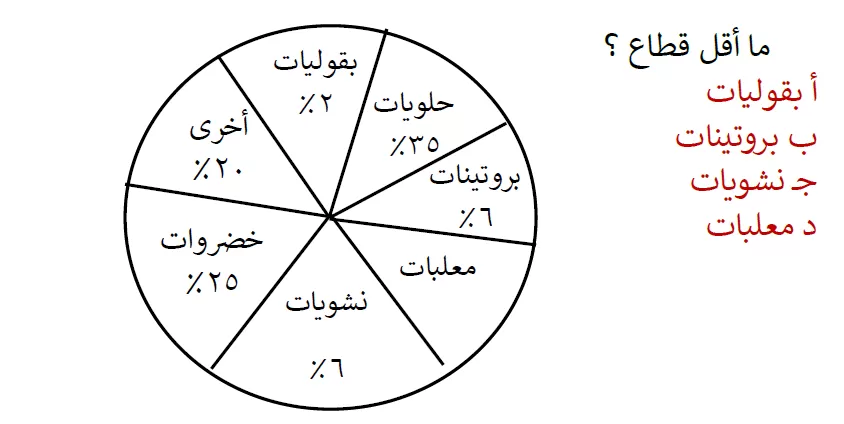 ما أقل قطاع ؟
أ بقوليات
ب بروتينات
جـ نشويات
د معلبات
بقوليات
٢٪
حلويات
٣٥٪
بروتينات
٦٪
معلبات
نشويات
٦٪
خضروات
٢٥٪
أخرى
٢٠٪